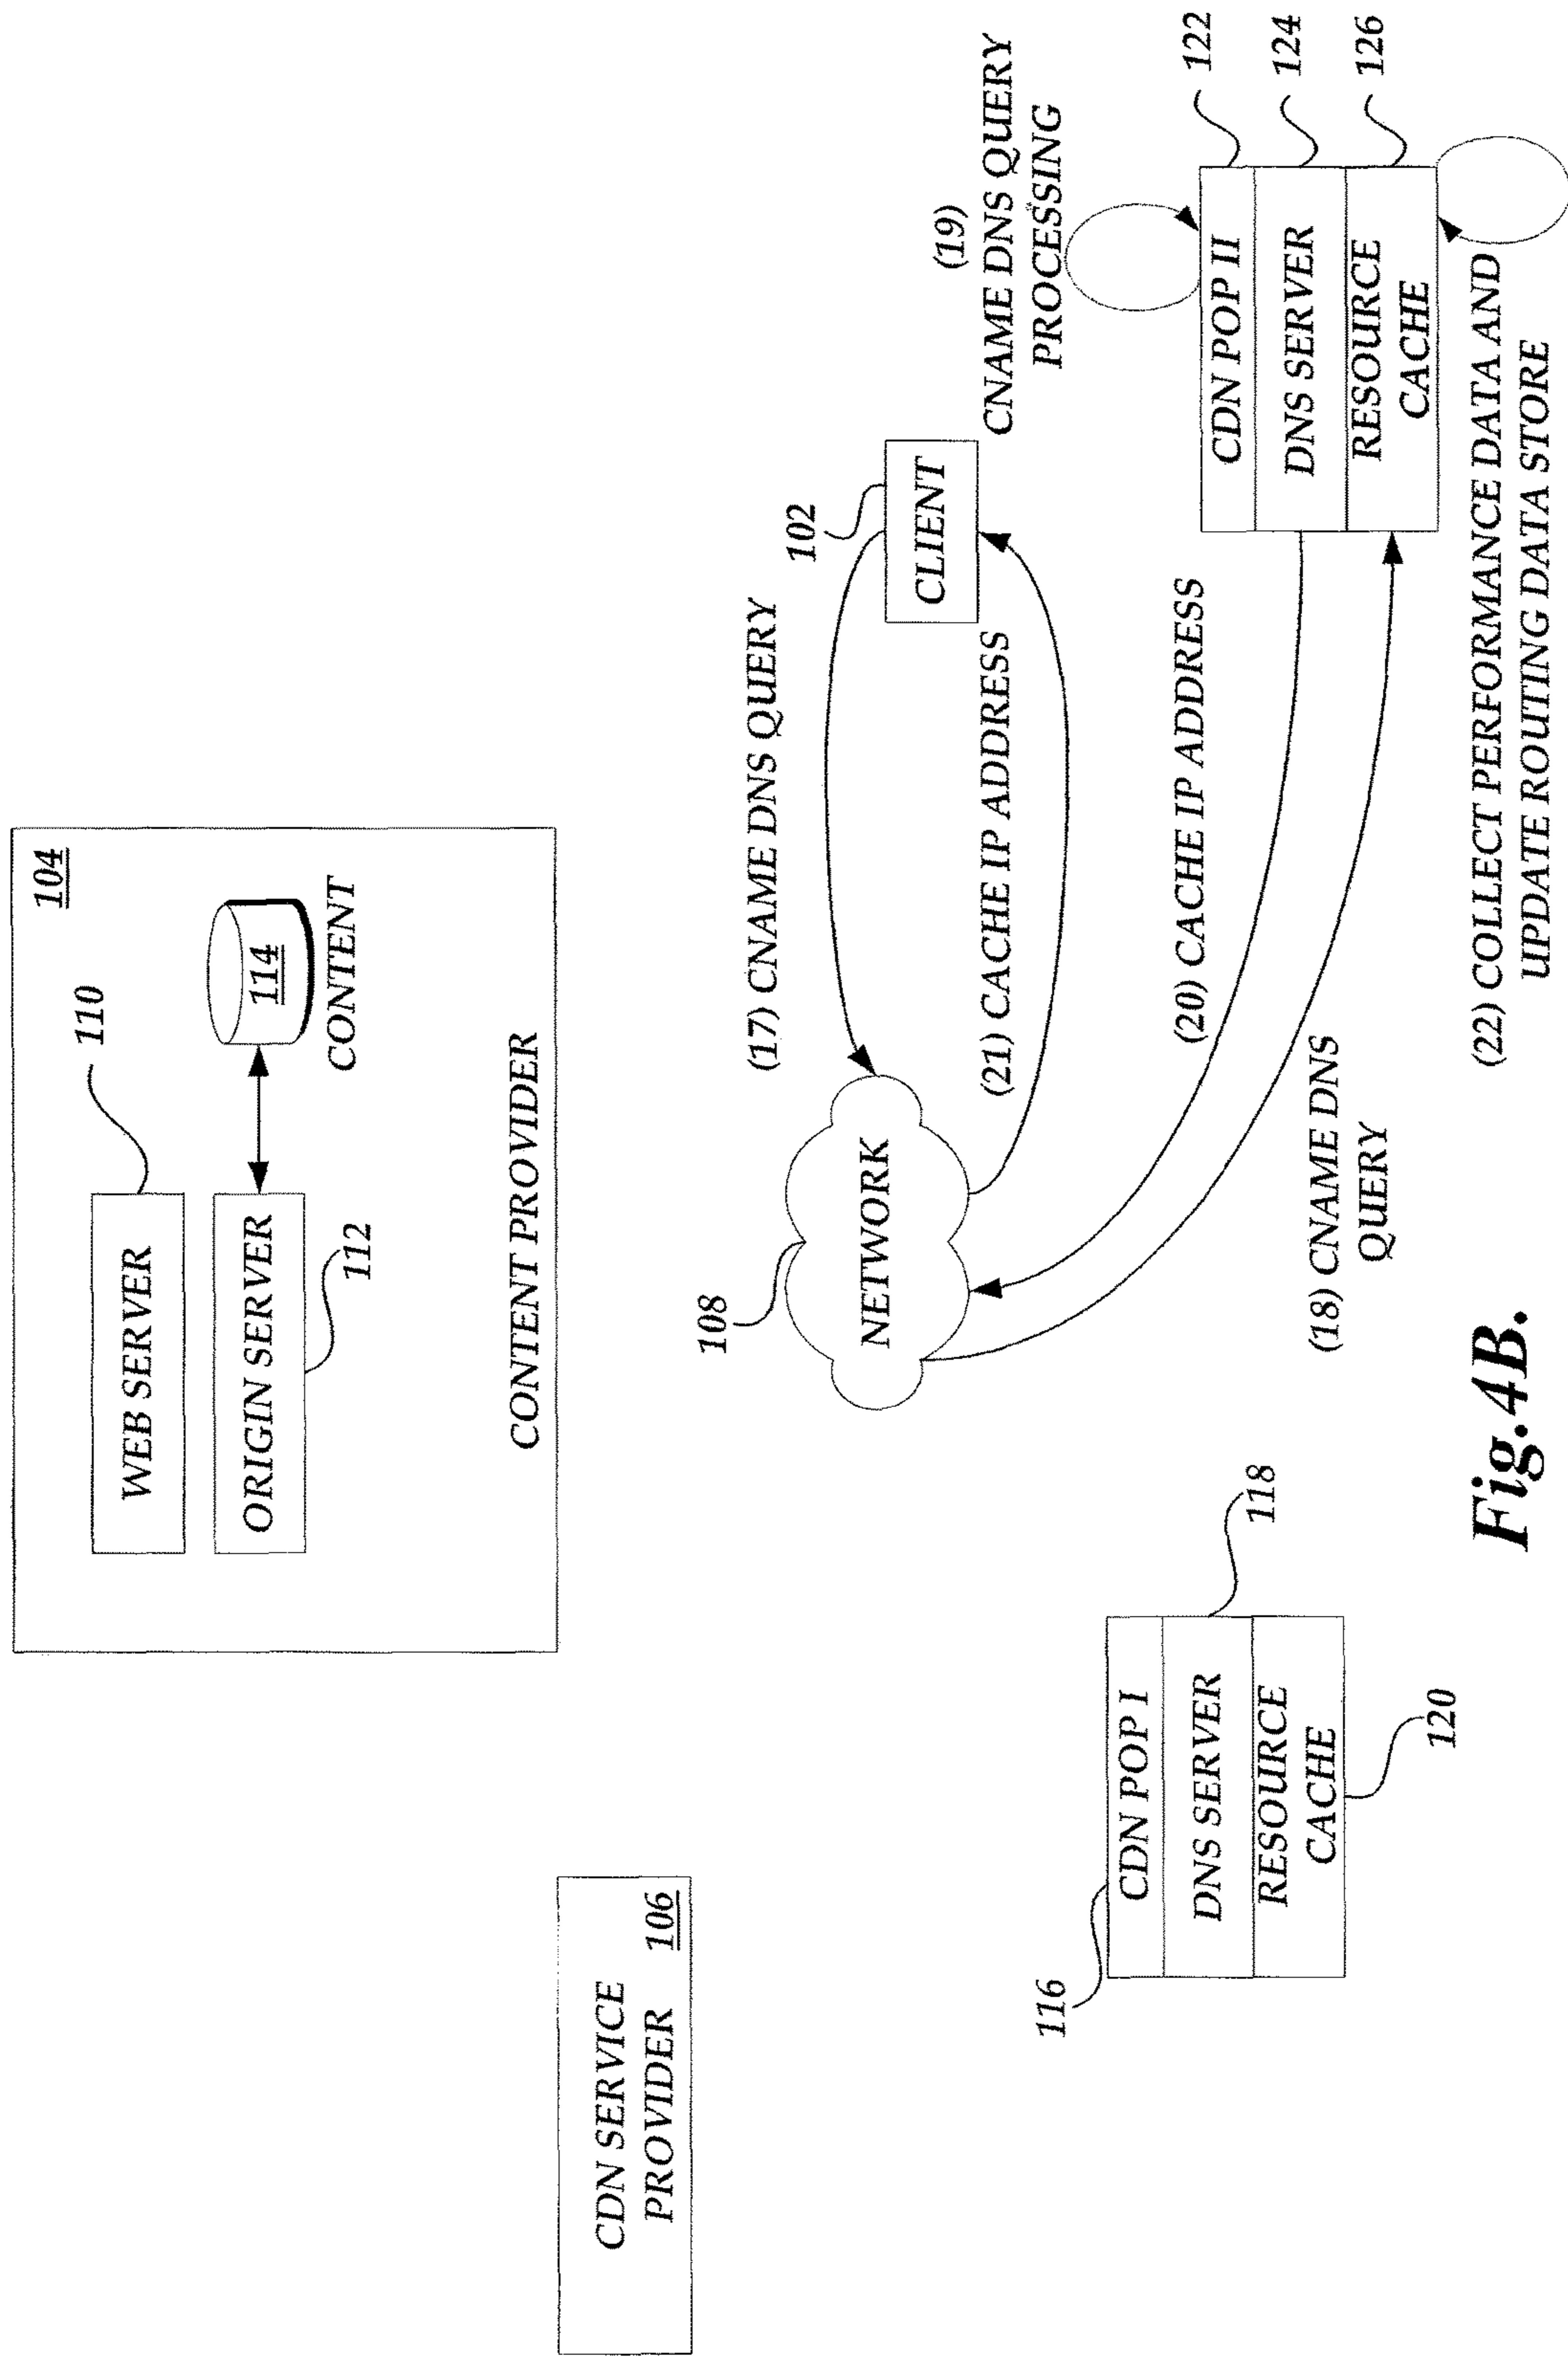 104
110
WEB SERVER
ORIGIN SERVER
112
114
CONTENT
CONTENT PROVIDER
CDN SERVICE
PROVIDER
106
(17) CNAME DNS QUERY
102
CLIENT
108
NETWORK
(21) CACHE IP ADDRESS
(19)
CNAME DNS QUERY
PROCESSING
(20) CACHE IP ADDRESS
(18) CNAME DNS
QUERY
CDN POP II
DNS SERVER
RESOURCE
CACHE
122
124
126
(22) COLLECT PERFORMANCE DATA AND
UPDATE ROUTING DATA STORE
116
CDN POP I
DNS SERVER
RESOURCE
CACHE
118
120
Fig.4B.